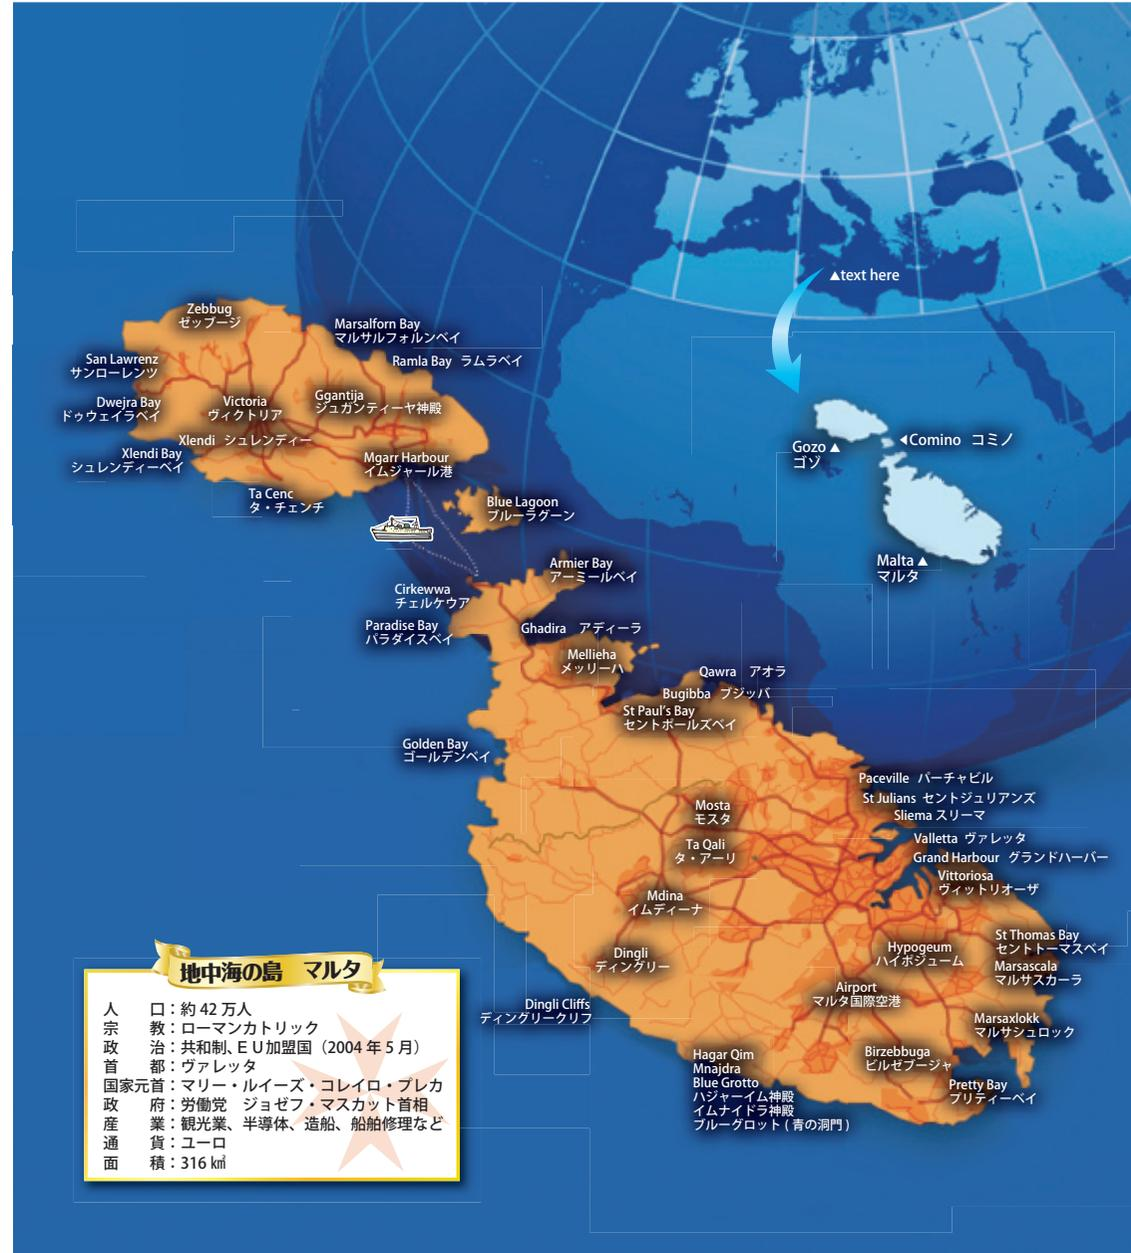 ▲text here
Zebbug
ゼッブージ
Marsalforn Bay
マルサルフォルンベイ
Ramla Bay ラムラベイ
San Lawrenz
サンローレンツ
Dwejra Bay
ドゥウェイラベイ
Victoria
ヴィクトリア
Ggantija
ジュガンティーヤ神殿
Xlendi シュレンディー
Xlendi Bay
シュレンディーベイ
Mgarr Harbour
イムジャール港
Ta Cenc
タ・チェンチ
Blue Lagoon
ブルーラグーン
Gozo ▲
ゴゾ
◀Comino コミノ
Malta ▲
マルタ
Armier Bay
アーミールベイ
Cirkewwa
チェルケウア
Paradise Bay
パラダイスベイ
Ghadira アディーラ
Mellieha
メッリーハ
Qawra アオラ
Bugibba ブジッバ
St Paul's Bay
セントポールズベイ
Golden Bay
ゴールデンベイ
Paceville パーチャビル
St Julians セントジュリアンズ
Sliema スリーマ
Mosta
モスタ
Valletta ヴァレッタ
Ta Qali
タ・アーリ
Grand Harbour グランドハーバー
Vittoriosa
ヴィットリオーザ
Mdina
イムディーナ
St Thomas Bay
セントトーマスベイ
Dingli
ディングリー
Hypogeum
ハイポジューム
Marsascala
マルサスカーラ
Airport
マルタ国際空港
Dingli Cliffs
ディングリークリフ
Marsaxlokk
マルサシュロック
Hagar Qim
Mnajdra
Blue Grotto
ハジャーイム神殿
イムナイドラ神殿
ブルーグロット ( 青の洞門 )
Birzebbuga
ビルゼブージャ
Pretty Bay
プリティーベイ
地中海の島 マルタ
人 口：約 42 万人
宗 教：ローマンカトリック
政 治：共和制、ＥＵ加盟国（2004 年 5 月）
首 都：ヴァレッタ
国家元首：マリー・ルイーズ・コレイロ・プレカ
政 府：労働党 ジョゼフ・マスカット首相
産 業：観光業、半導体、造船、船舶修理など
通 貨：ユーロ
面 積：316 ㎢